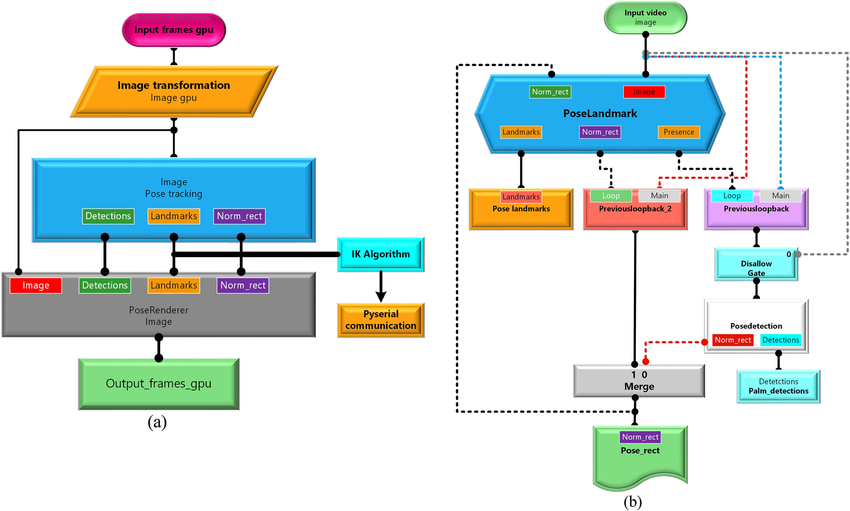 Input frames gpu
Image transformation
Image gpu
Image
Pose tracking
Detections
Landmarks
Norm_rect
IK Algorithm
Image
Detections
Landmarks
Norm_rect
PoseRenderer
Image
Pyserial
communication
Output_frames_gpu
(a)
Input video
image
Norm_rect
Image
PoseLandmark
Landmarks
Norm_rect
Presence
Landmarks
Pose landmarks
Loop
Main
Previousloopback_2
Loop
Main
Previousloopback
0
Disallow
Gate
Posedetection
Norm_rect
Detections
1 0
Merge
Detetctions
Palm_detections
Norm_rect
Pose_rect
(b)